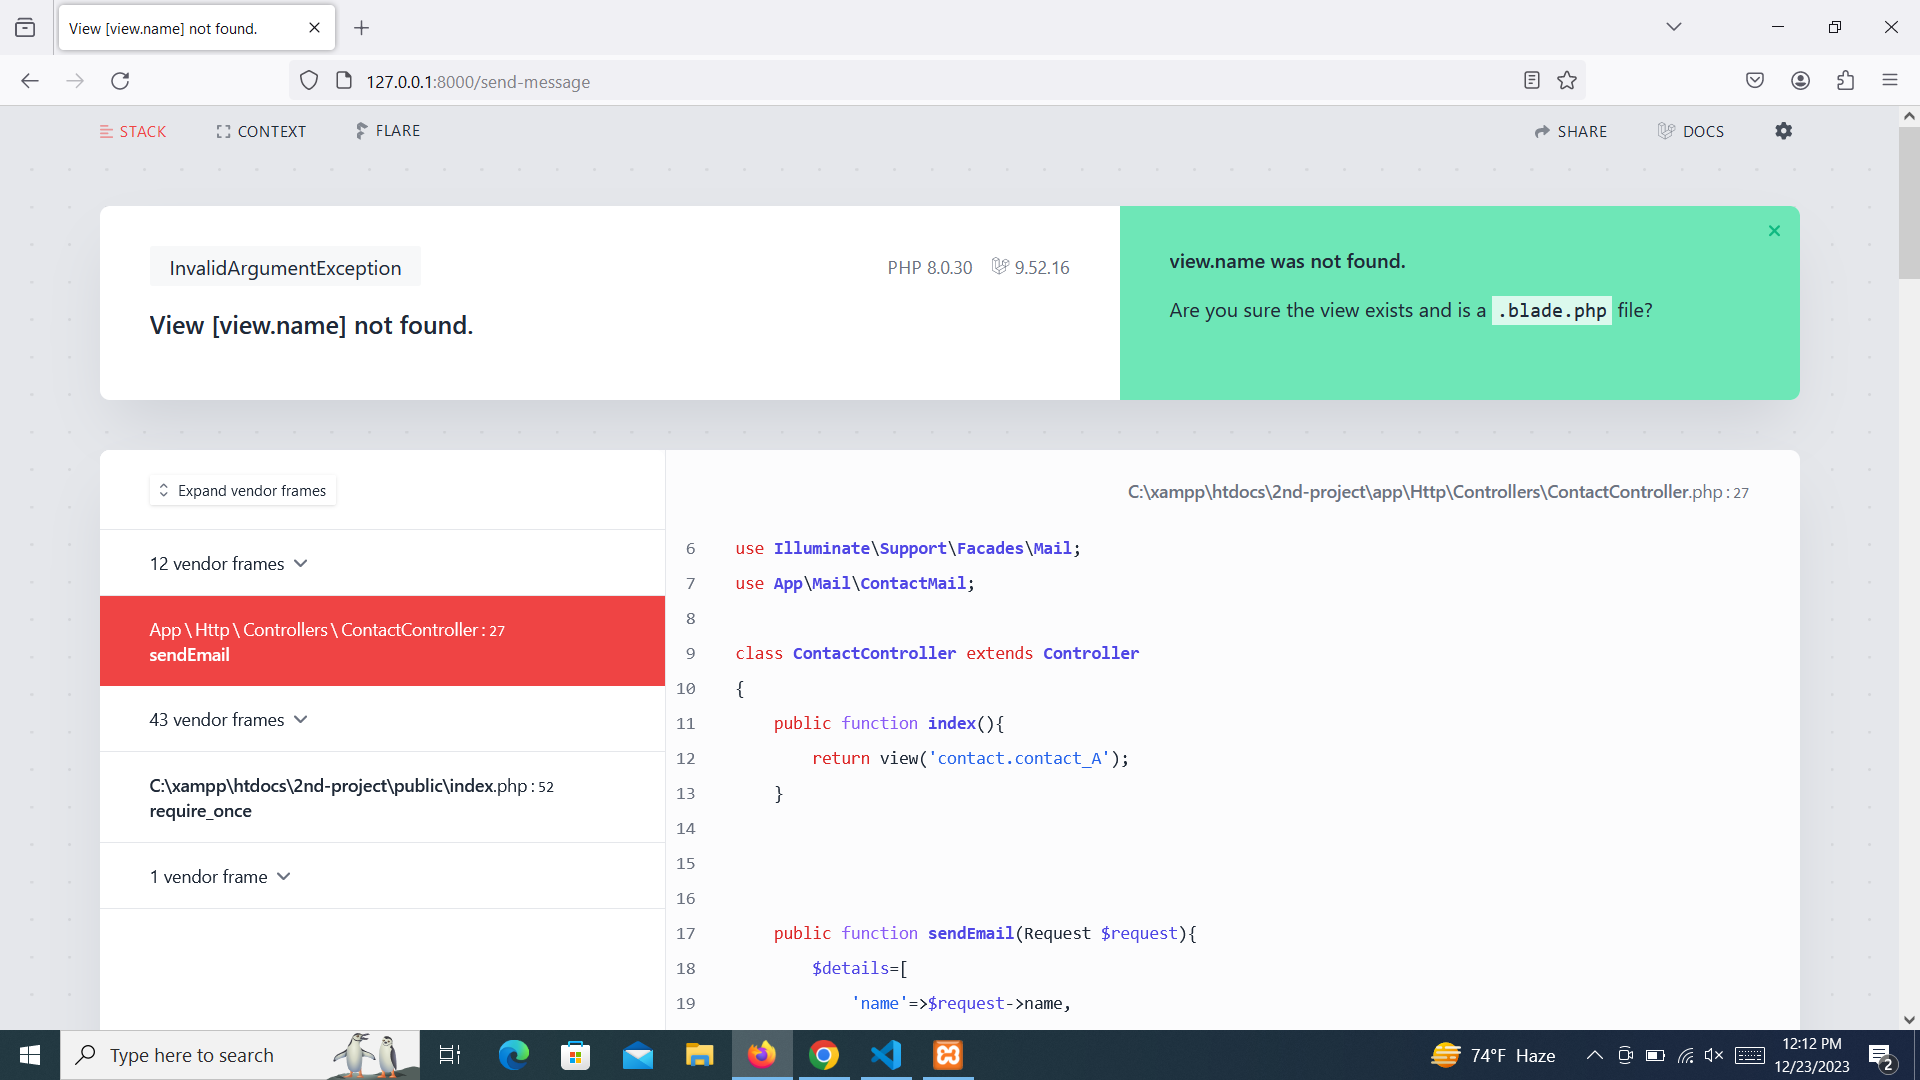 View [view.name] not found.
127.0.0.1:8000/send-message
STACK
CONTEXT
FLARE
SHARE
DOCS
InvalidArgumentException
PHP 8.0.30
9.52.16
View [view.name] not found.
view.name was not found.
Are you sure the view exists and is a .blade.php file?
Expand vendor frames
12 vendor frames
App \ Http \ Controllers \ ContactController : 27
sendEmail
43 vendor frames
C:\xampp\htdocs\2nd-project\public\index.php : 52
require_once
1 vendor frame
C:\xampp\htdocs\2nd-project\app\Http\Controllers\ContactController.php : 27
6 use Illuminate\Support\Facades\Mail;
7 use App\Mail\ContactMail;
8
9 class ContactController extends Controller
10 {
11 public function index(){
12 return view('contact.contact_A');
13 }
14
15
16
17 public function sendEmail(Request $request){
18 $details=[
19 'name'=>$request->name,
Type here to search
74°F Haze
12:12 PM
12/23/2023
2